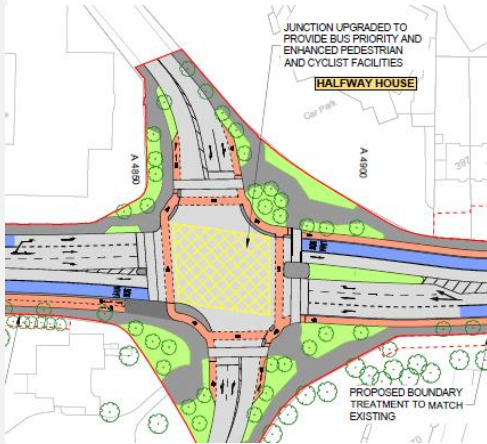 JUNCTION UPGRADED TO
PROVIDE BUS PRIORITY AND
ENHANCED PEDESTRIAN
AND CYCLIST FACILITIES
HALFWAY HOUSE
Car Park
A 4850
A 4900
397
PROPOSED BOUNDARY
TREATMENT TO MATCH
EXISTING